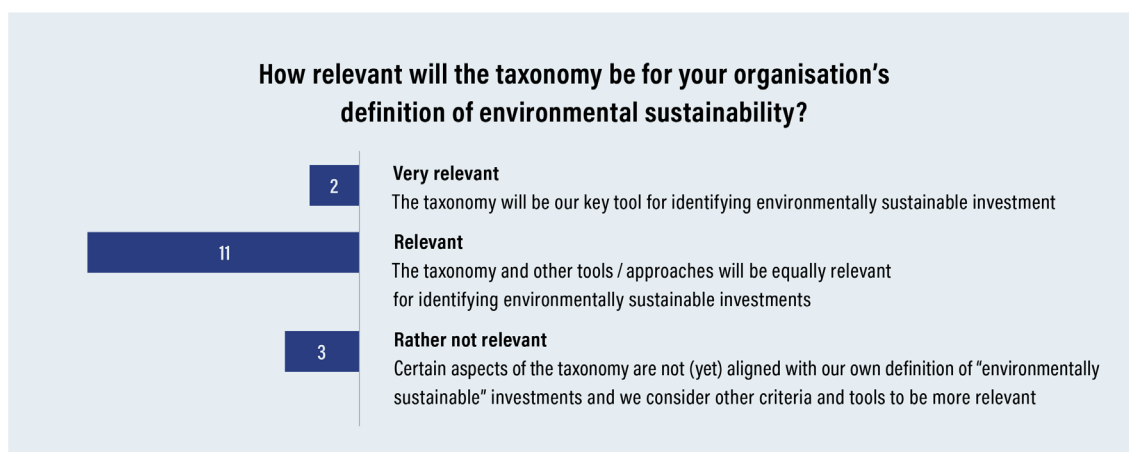 How relevant will the taxonomy be for your organisation's
definition of environmental sustainability?
2
Very relevant
The taxonomy will be our key tool for identifying environmentally sustainable investment
11
Relevant
The taxonomy and other tools / approaches will be equally relevant
for identifying environmentally sustainable investments
3
Rather not relevant
Certain aspects of the taxonomy are not (yet) aligned with our own definition of “environmentally
sustainable” investments and we consider other criteria and tools to be more relevant